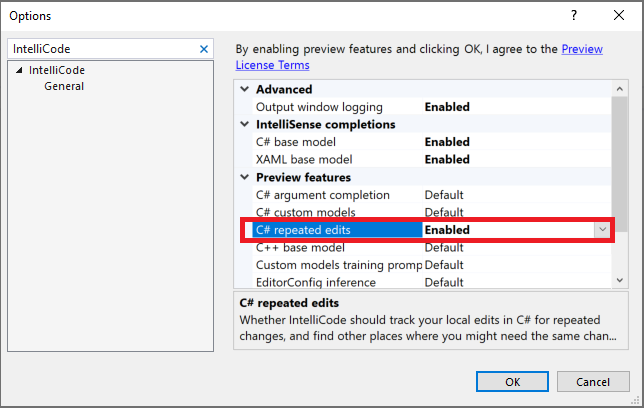 Options
IntelliCode
IntelliCode
General
By enabling preview features and clicking OK, I agree to the Preview
License Terms
Advanced
Output window logging Enabled
IntelliSense completions
C# base model Enabled
XAML base model Enabled
Preview features
C# argument completion Default
C# custom models Default
C# repeated edits Enabled
C++ base model Default
Custom models training promp Default
EditorConfig inference Default
C# repeated edits
Whether IntelliCode should track your local edits in C# for repeated
changes, and find other places where you might need the same chan...
OK Cancel